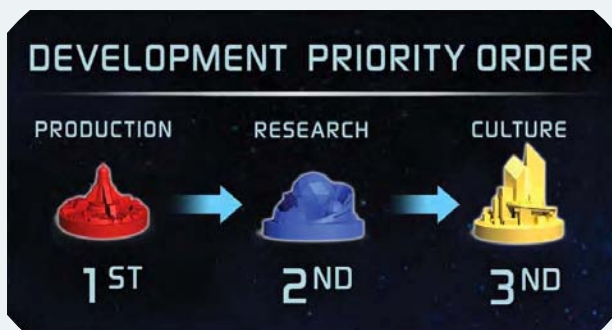 DEVELOPMENT PRIORITY ORDER
PRODUCTION RESEARCH CULTURE
1ST 2ND 3ND